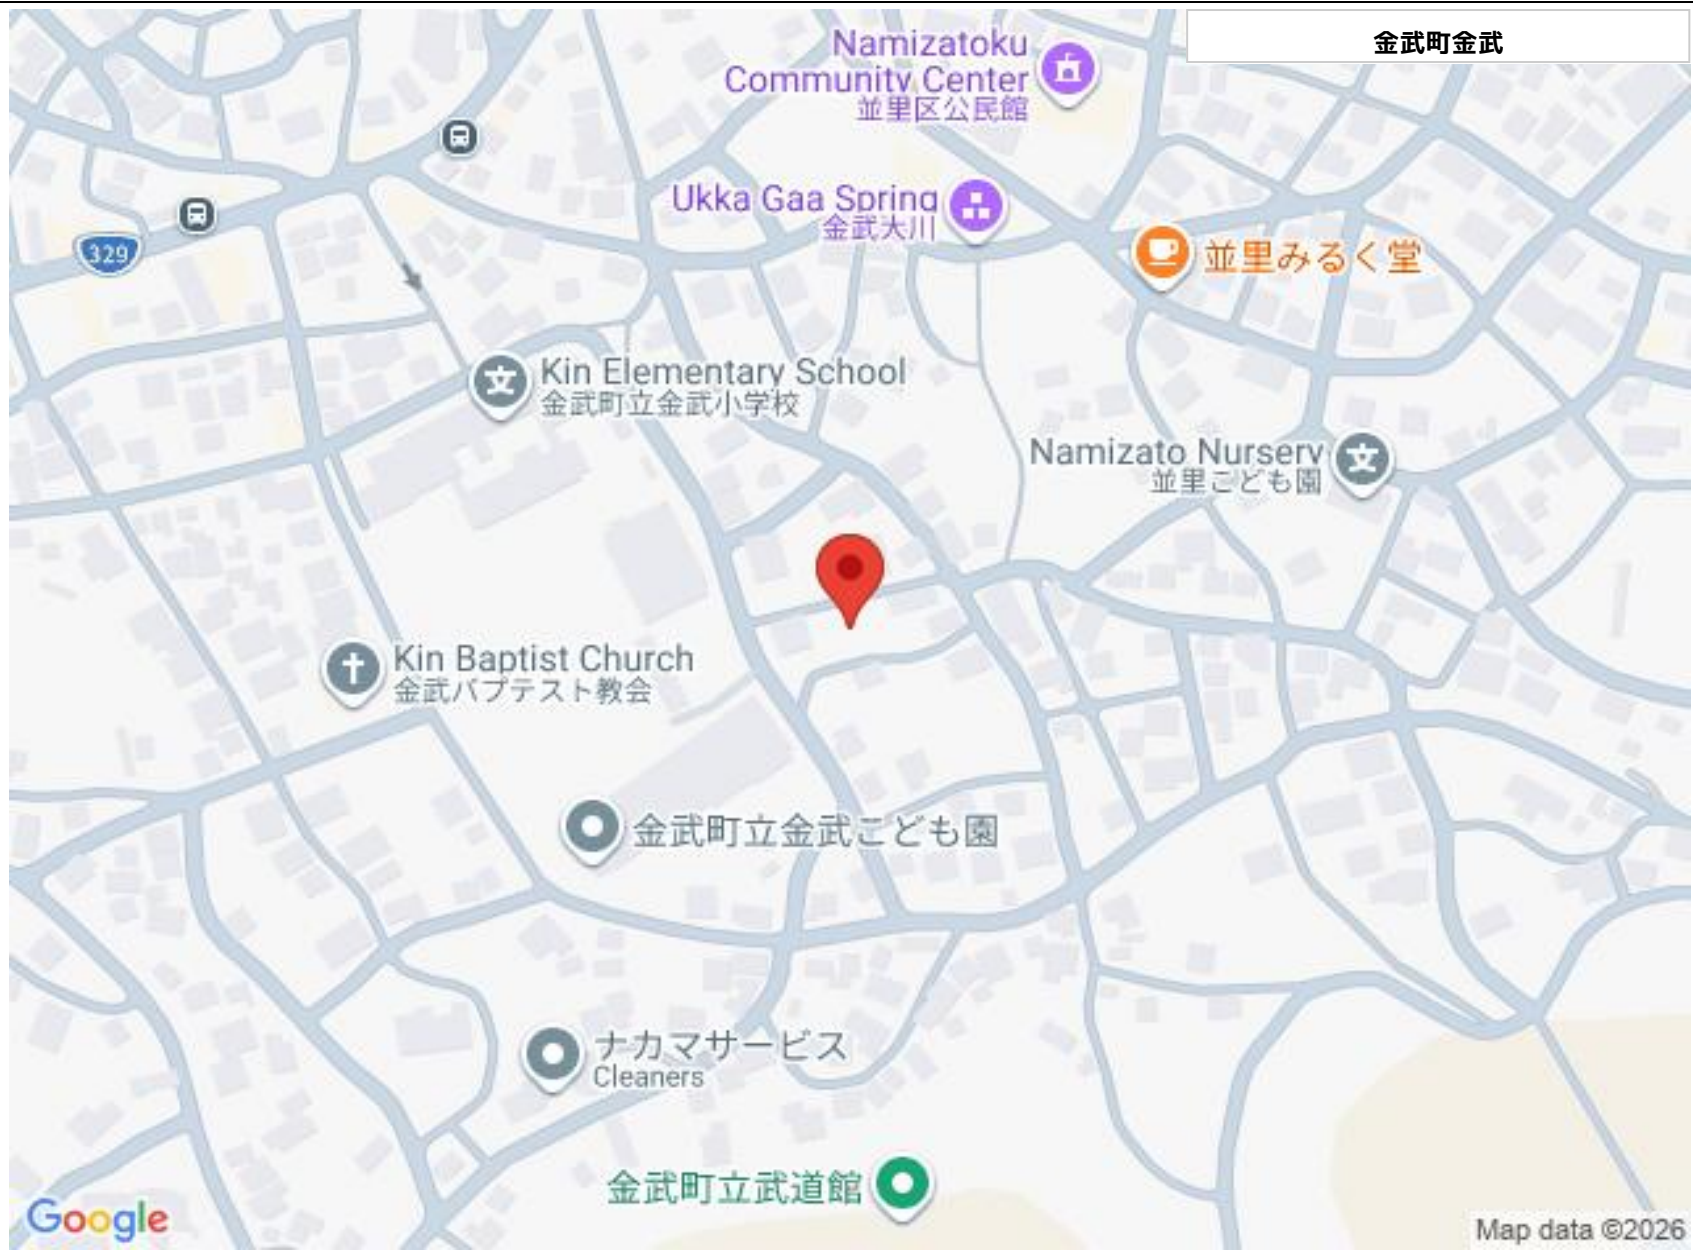 金武町金武
Namizatoku
Community Center
並里区公民館
Ukka Gaa Spring
金武大川
並里みるく堂
329
Kin Elementary School
金武町立金武小学校
Namizato Nursery
並里こども園
Kin Baptist Church
金武バプテスト教会
金武町立金武こども園
ナカマサービス
Cleaners
金武町立武道館
Google
Map data ©2026